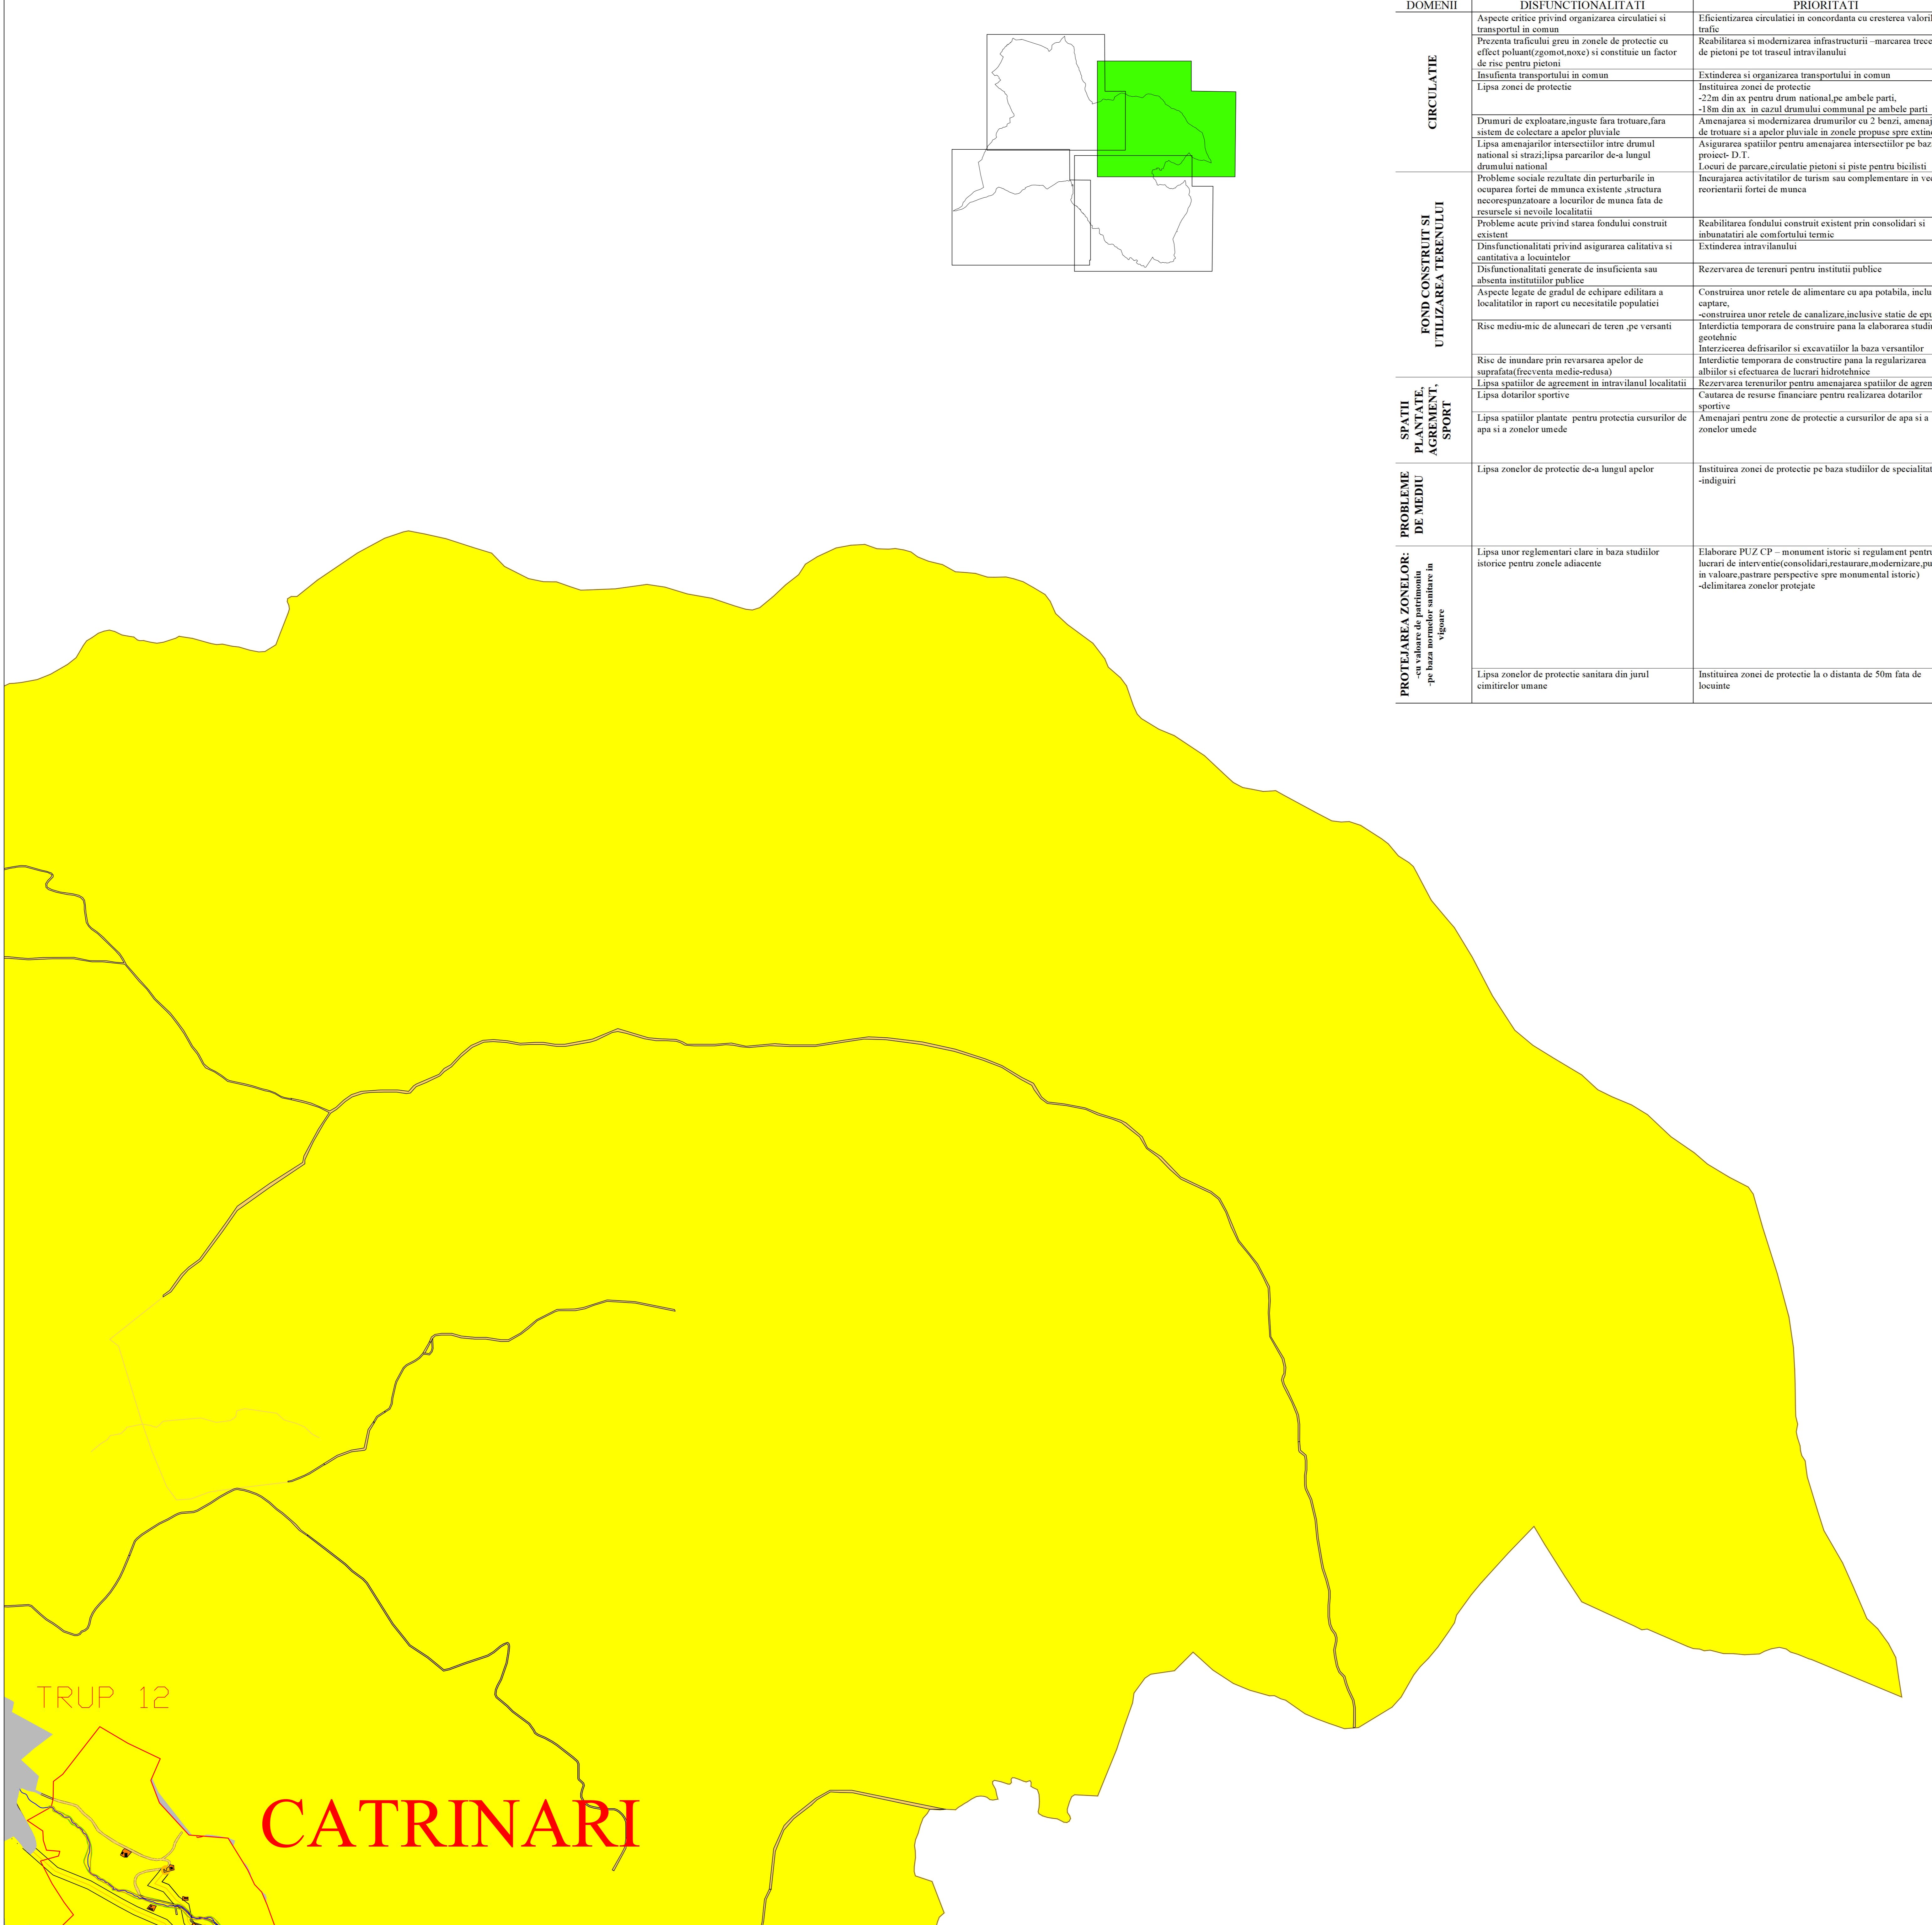 DOMENII DISFUNCTIONALITATI PRIORITATI
CIRCULATIE
Aspecte critice privind organizarea circulatiei si
transportul in comun
Eficientizarea circulatiei in concordanta cu cresterea
trafic
Prezenta traficului greu in zonele de protectie cu
effect poluant(zgomot,noxe) si constituie un factor
de risc pentru pietoni
Reabilitarea si modernizarea infrastructurii –marcarea
de pietoni pe tot traseul intravilanului
Insufienta transportului in comun
Extinderea si organizarea transportului in comun
Lipsa zonei de protectie
Instituirea zonei de protectie
-22m din ax pentru drum national,pe ambele parti,
-18m din ax in cazul drumului communal pe ambele parti
Drumuri de exploatare,inguste fara trotuare,fara
sistem de colectare a apelor pluviale
Amenajarea si modernizarea drumurilor cu 2 benzi,
de trotuare si a apelor pluviale in zonele propuse spre
Lipsa amenajarilor intersectiilor intre drumul
national si strazi;lipsa parcarilor de-a lungul
drumului national
Asigurarea spatiilor pentru amenajarea intersectiilor pe
proiect- D.T.
Locuri de parcare,circulatie pietoni si piste pentru bicilisti
FOND CONSTRUIT SI
UTILIZAREA TERENULUI
Probleme sociale rezultate din perturbarile in
ocuparea fortei de mmunca existente ,structura
necorespunzatoare a locurilor de munca fata de
resursele si nevoile localitatii
Incurajarea activitatilor de turism sau complementare in
reorientarii fortei de munca
Probleme acute privind starea fondului construit
existent
Reabilitarea fondului construit existent prin consolidari si
inbunatatiri ale comfortului termic
Dinsfunctionalitati privind asigurarea calitativa si
cantitativa a locuintelor
Extinderea intravilanului
Disfunctionalitati generate de insuficienta sau
absenta institutiilor publice
Rezervarea de terenuri pentru institutii publice
Aspecte legate de gradul de echipare edilitara a
localitatilor in raport cu necesitatile populatiei
Construirea unor retele de alimentare cu apa potabila,
captare,
-construirea unor retele de canalizare,inclusive statie de
Risc mediu-mic de alunecari de teren ,pe versanti
Interdictia temporara de construire pana la elaborarea
geotehnic
Interzicerea defrisarilor si excavatiilor la baza versantilor
Risc de inundare prin revarsarea apelor de
suprafata(frecventa medie-redusa)
Interdictie temporara de constructire pana la regularizarea
albiilor si efectuarea de lucrari hidrotehnice
SPATII
PLANTATE,
AGREMENT,
SPORT
Lipsa spatiilor de agreement in intravilanul localitatii
Rezervarea terenurilor pentru amenajarea spatiilor de
Lipsa dotarilor sportive
Cautarea de resurse financiare pentru realizarea dotarilor
sportive
Lipsa spatiilor plantate pentru protectia cursurilor de
apa si a zonelor umede
Amenajari pentru zone de protectie a cursurilor de apa si a
zonelor umede
PROBLEME
DE MEDIU
Lipsa zonelor de protectie de-a lungul apelor
Instituirea zonei de protectie pe baza studiilor de
-indiguiri
PROTEJAREA ZONELOR:
-cu valoare de patrimoniu
-pe baza normelor sanitare in
vigoare
Lipsa unor reglementari clare in baza studiilor
istorice pentru zonele adiacente
Elaborare PUZ CP – monument istoric si regulament
lucrari de interventie(consolidari,restaurare,modernizare,
in valoare,pastrare perspective spre monumental istoric)
-delimitarea zonelor protejate
Lipsa zonelor de protectie sanitara din jurul
cimitirelor umane
Instituirea zonei de protectie la o distanta de 50m fata de
locuinte
TRUP 12
CATRINARI